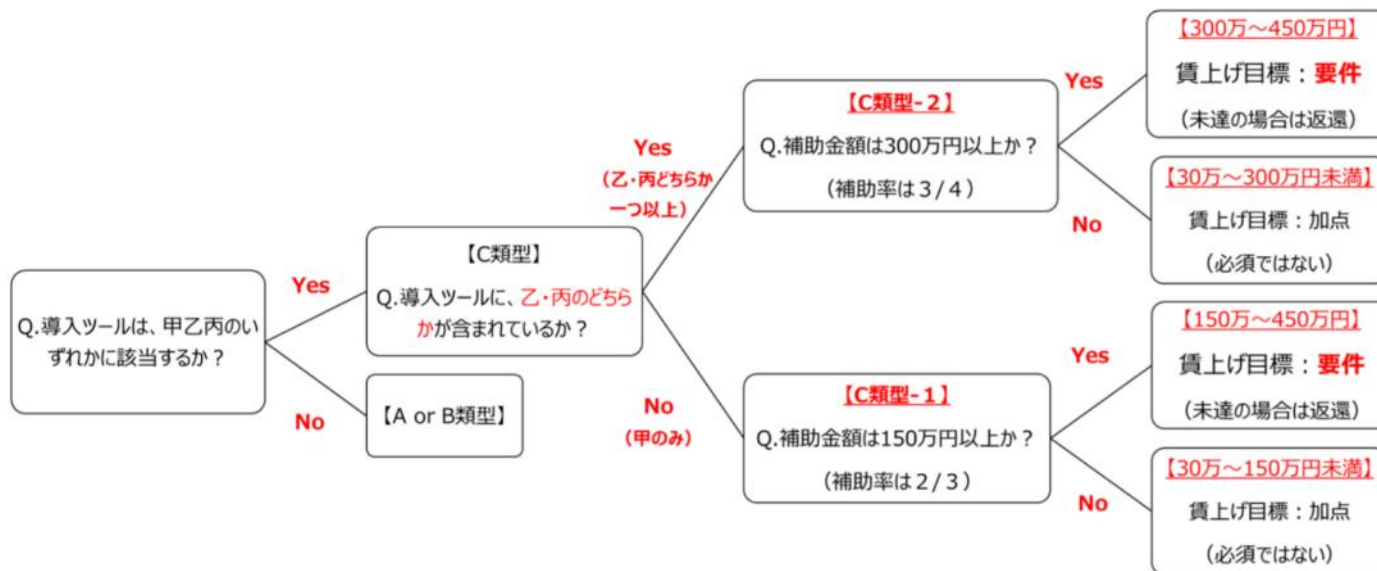 Q.導入ツールは、甲乙丙のい
ずれかに該当するか？
Yes
No
【C類型】
Q.導入ツールに、乙・丙のどちら
かが含まれているか？
【A or B類型】
Yes
（乙・丙どちらか
一つ以上）
No
（甲のみ）
【C類型-２】
Q.補助金額は300万円以上か？
（補助率は３/４）
Yes
No
【300万～450万円】
賃上げ目標：要件
（未達の場合は返還）
【30万～300万円未満】
賃上げ目標：加点
（必須ではない）
【C類型-１】
Q.補助金額は150万円以上か？
（補助率は２/３）
Yes
No
【150万～450万円】
賃上げ目標：要件
（未達の場合は返還）
【30万～150万円未満】
賃上げ目標：加点
（必須ではない）